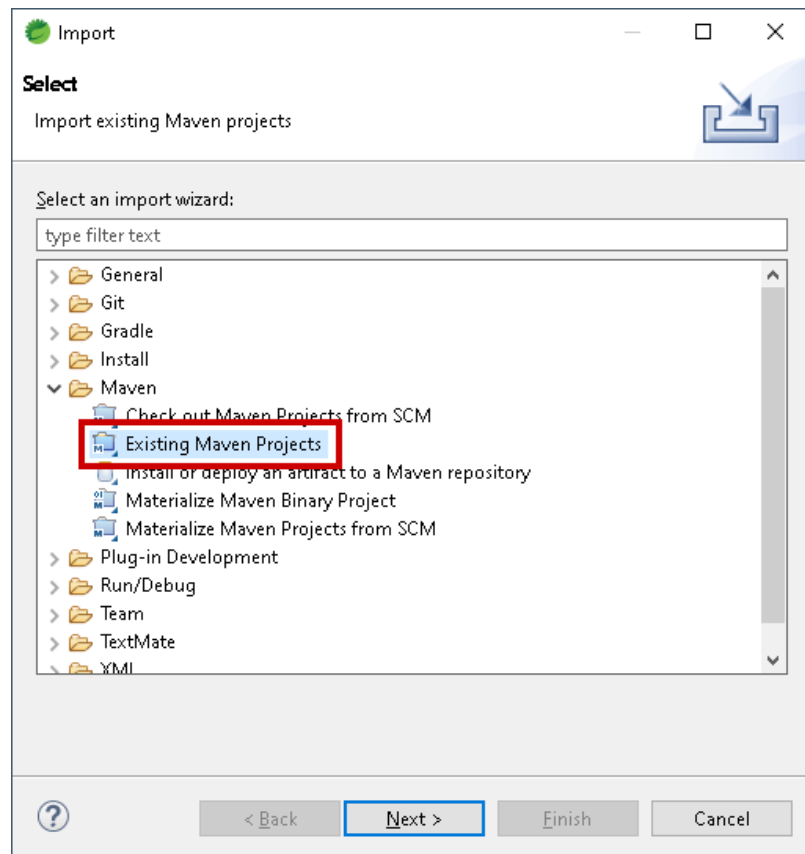 Import
Select
Import existing Maven projects
Select an import wizard:
type filter text
General
Git
Gradle
Install
Maven
Check out Maven Projects from SCM
Existing Maven Projects
Install or deploy an artifact to a Maven repository
Materialize Maven Binary Project
Materialize Maven Projects from SCM
Plug-in Development
Run/Debug
Team
TextMate
XML
? < Back Next > Finish Cancel